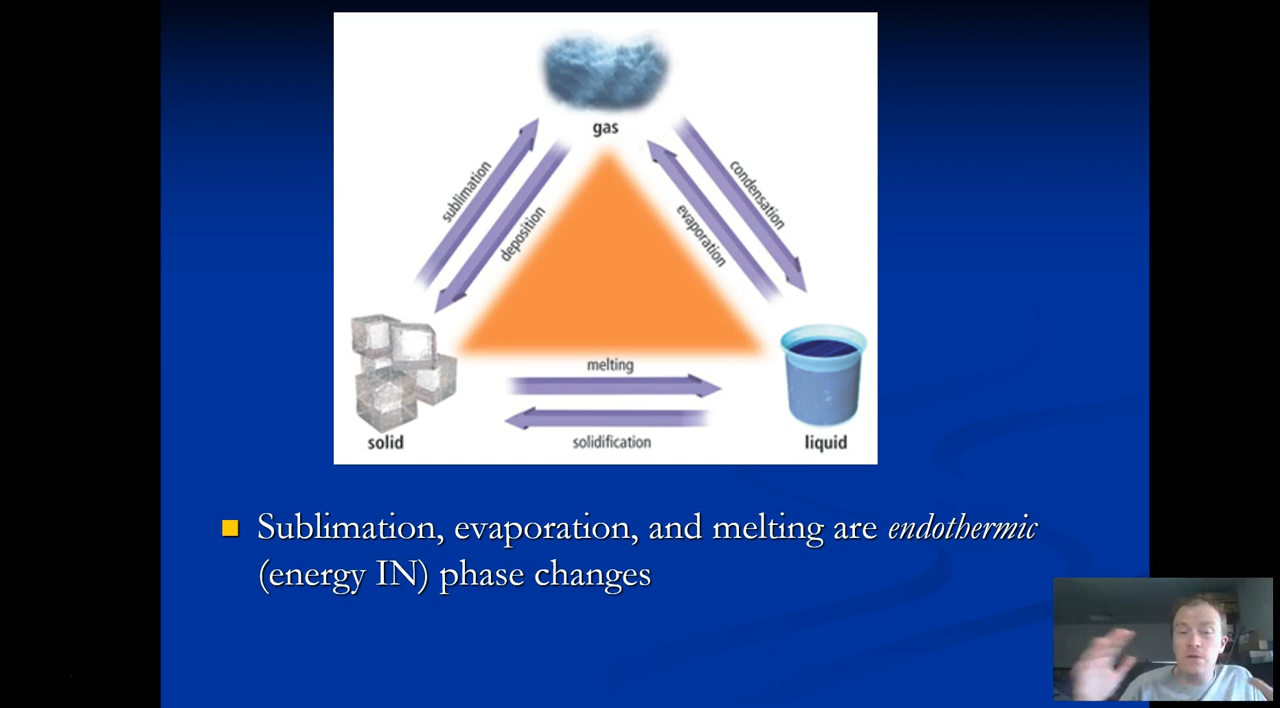 gas
sublimation
deposition
condensation
evaporation
melting
solidification
solid
liquid
Sublimation, evaporation, and melting are endothermic
(energy IN) phase changes